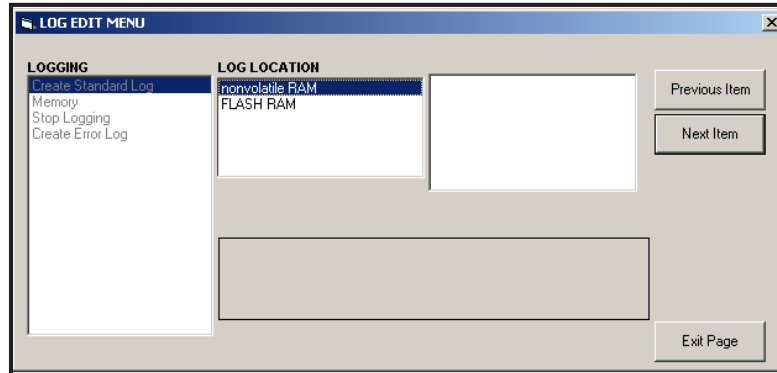 LOG EDIT MENU
LOGGING
Create Standard Log
Memory
Stop Logging
Create Error Log
LOG LOCATION
nonvolatile RAM
FLASH RAM
Previous Item
Next Item
Exit Page